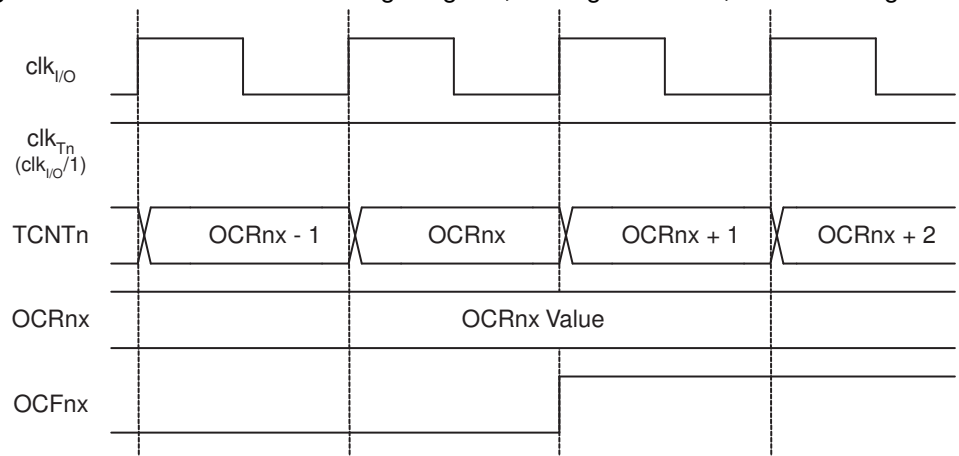 clkI/O
clkTn
(clkI/O/1)
TCNTn
OCRnx - 1
OCRnx
OCRnx + 1
OCRnx + 2
OCRnx
OCRnx Value
OCFnx